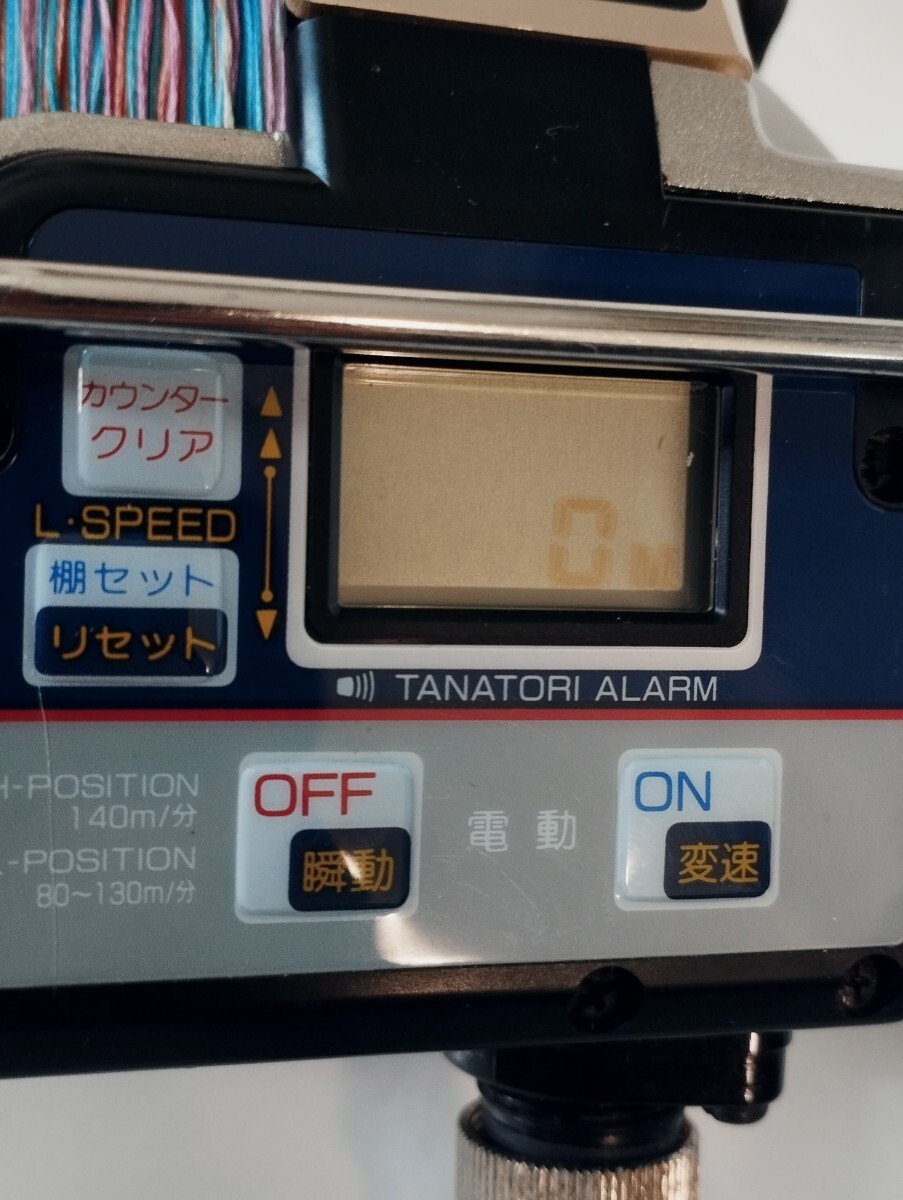 カウンター
クリア
L・SPEED
棚セット
リセット
0 M
TANATORI ALARM
H-POSITION
140m/分
L-POSITION
80～130m/分
OFF
瞬動
電動
ON
変速